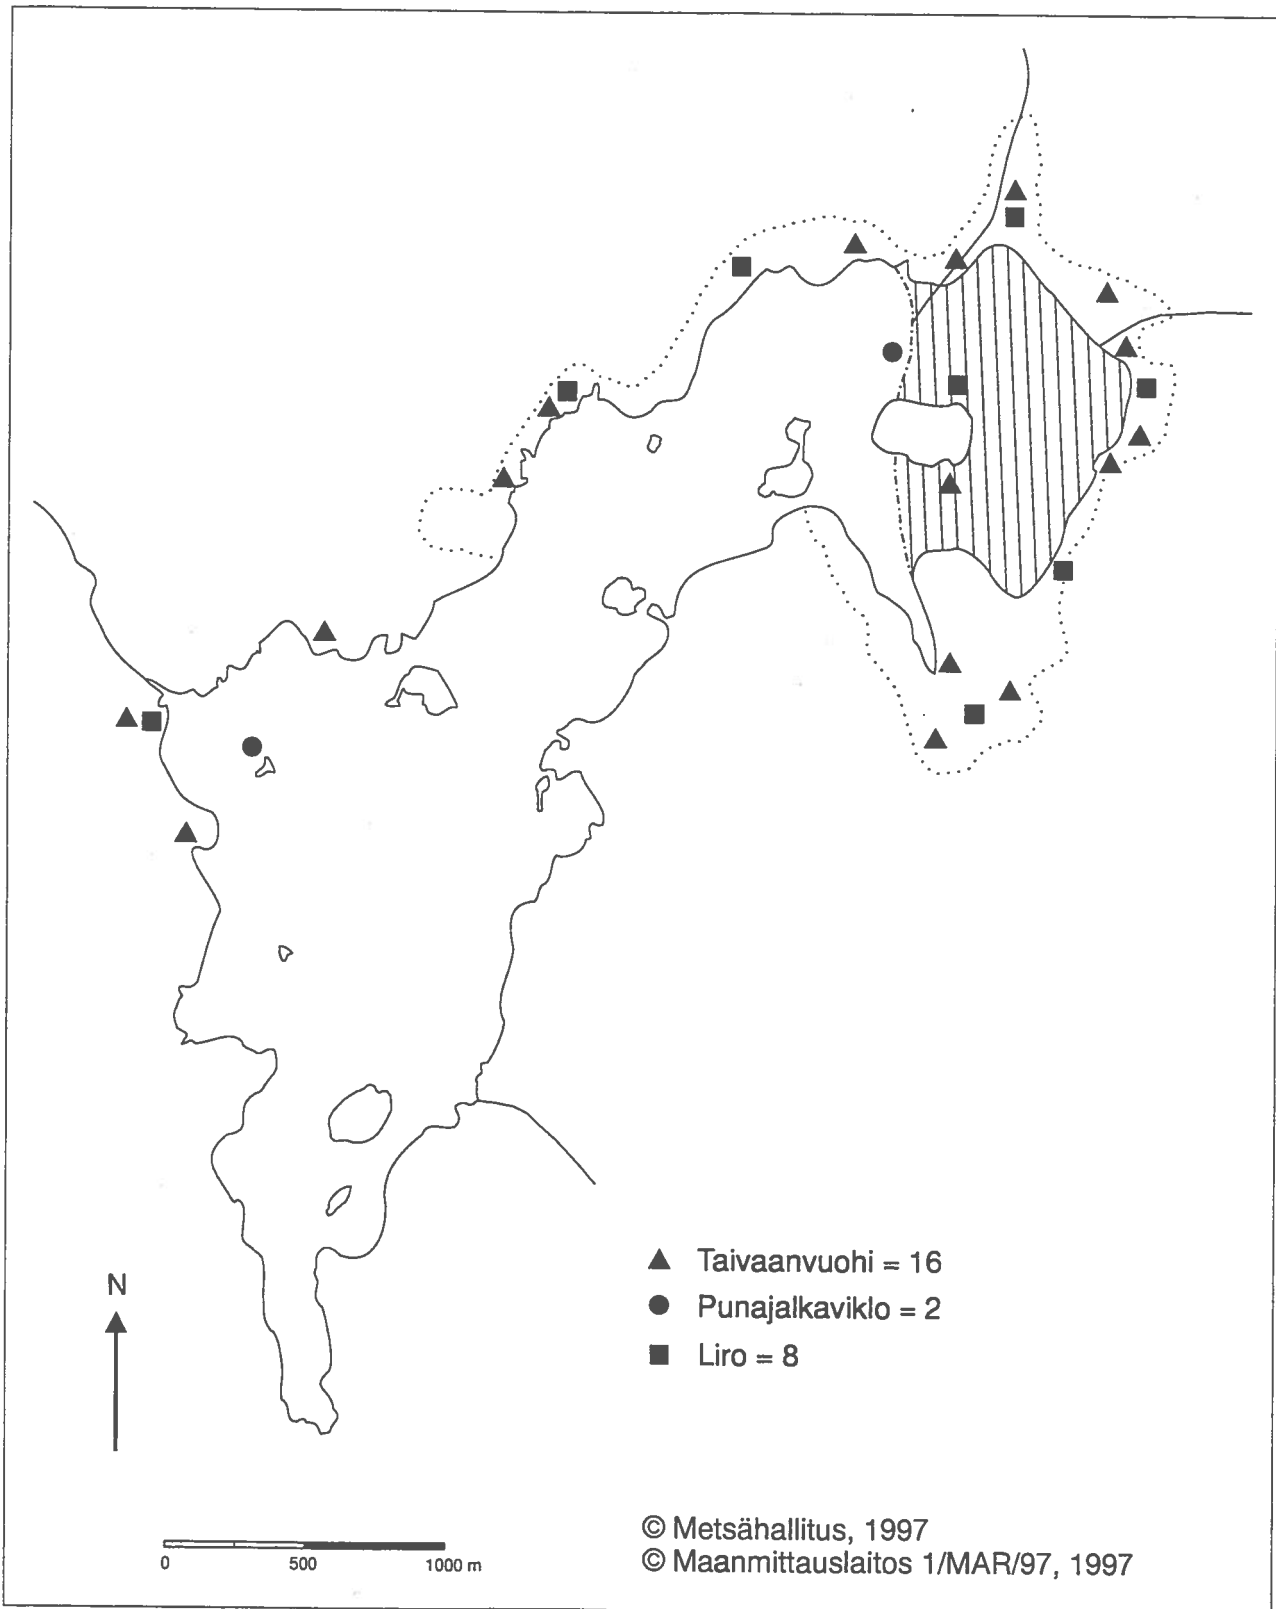 Taivaanvuohi = 16
Punajalkaviklo = 2
Liro = 8
N
0 500 1000 m
© Metsähallitus, 1997
© Maanmittauslaitos 1/MAR/97, 1997